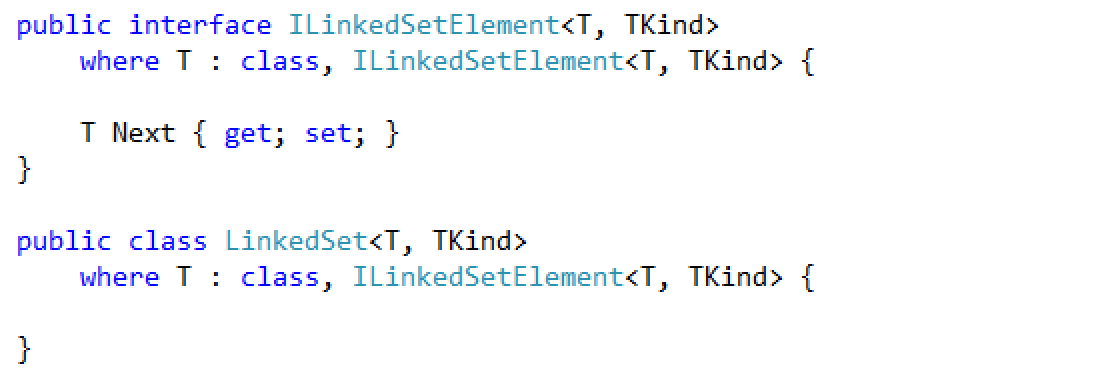 public interface ILinkedSetElement<T, TKind>
    where T : class, ILinkedSetElement<T, TKind> {

    T Next { get; set; }
}

public class LinkedSet<T, TKind>
    where T : class, ILinkedSetElement<T, TKind> {

}